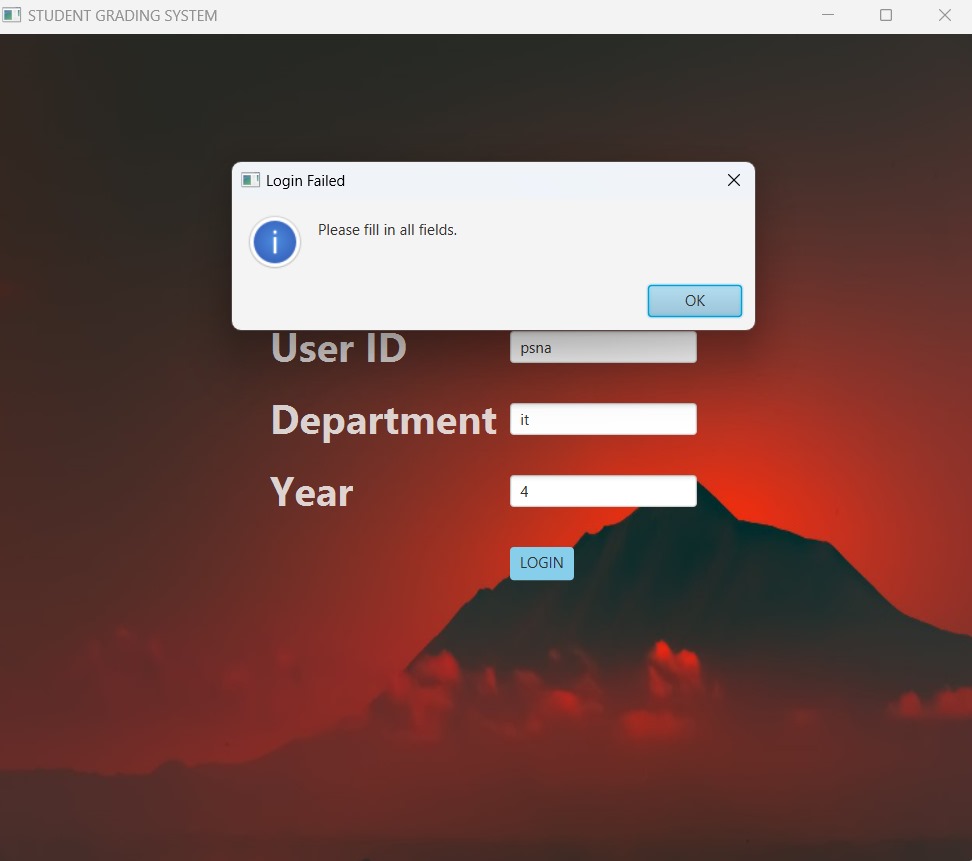 STUDENT GRADING SYSTEM
Login Failed
Please fill in all fields.
OK
User ID psna
Department it
Year 4
LOGIN